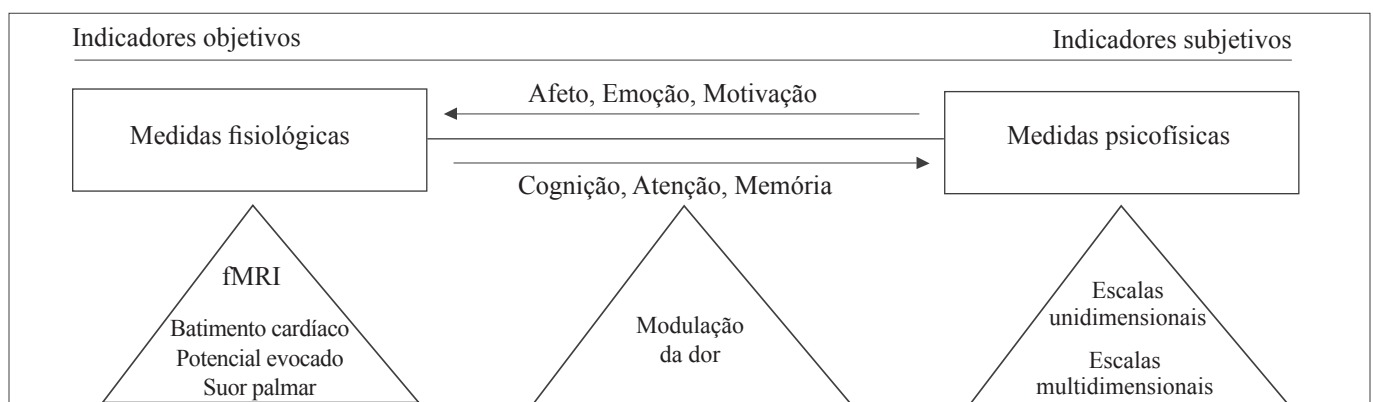 Indicadores objetivos
Indicadores subjetivos
Afeto, Emoção, Motivação
Medidas fisiológicas
Medidas psicofísicas
Cognição, Atenção, Memória
fMRI
Batimento cardíaco
Potencial evocado
Suor palmar
Modulação
da dor
Escalas
unidimensionais
Escalas
multidimensionais